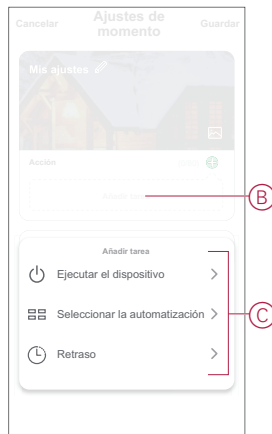 Cancelar
Ajustes de
momento
Guardar
Mis ajustes
Acción
Añadir tarea
Ejecutar el dispositivo
Seleccionar la automatización
Retraso
B
C